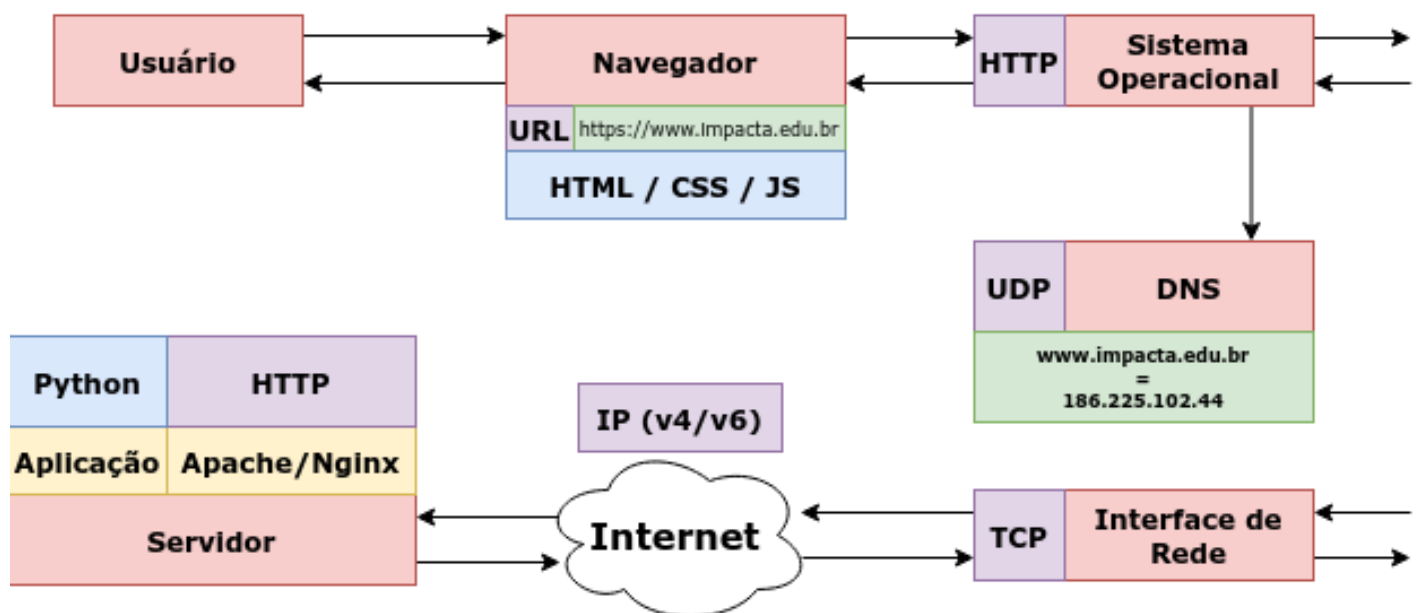 Usuário
Navegador
HTTP
Sistema
Operacional
URL
https://www.impacta.edu.br
HTML / CSS / JS
UDP
DNS
www.impacta.edu.br
=
186.225.102.44
Python
HTTP
Aplicação
Apache/Nginx
Servidor
IP (v4/v6)
Internet
TCP
Interface de
Rede